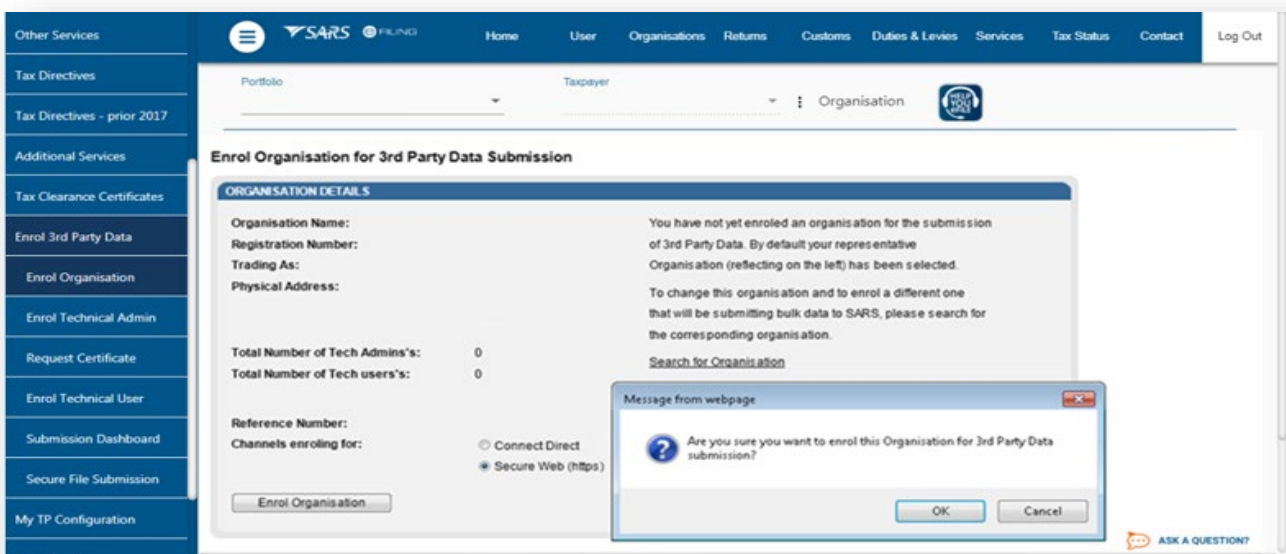 Other Services
Tax Directives
Tax Directives - prior 2017
Additional Services
Tax Clearance Certificates
Enrol 3rd Party Data
Enrol Organisation
Enrol Technical Admin
Request Certificate
Enrol Technical User
Submission Dashboard
Secure File Submission
My TP Configuration
SARS eFILING
Home User Organisations Returns Customs Duties & Levies Services Tax Status Contact Log Out
Portfolio Taxpayer
Organisation
HELP YOU eFILE
Enrol Organisation for 3rd Party Data Submission
ORGANISATION DETAILS
Organisation Name:
Registration Number:
Trading As:
Physical Address:
Total Number of Tech Admins's: 0
Total Number of Tech users's: 0
Reference Number:
Channels enroling for:
Connect Direct
Secure Web (https)
Enrol Organisation
You have not yet enroled an organisation for the submission
of 3rd Party Data. By default your representative
Organisation (reflecting on the left) has been selected.
To change this organisation and to enrol a different one
that will be submitting bulk data to SARS, please search for
the corresponding organisation.
Search for Organisation
Message from webpage
Are you sure you want to enrol this Organisation for 3rd Party Data
submission?
OK Cancel
ASK A QUESTION?